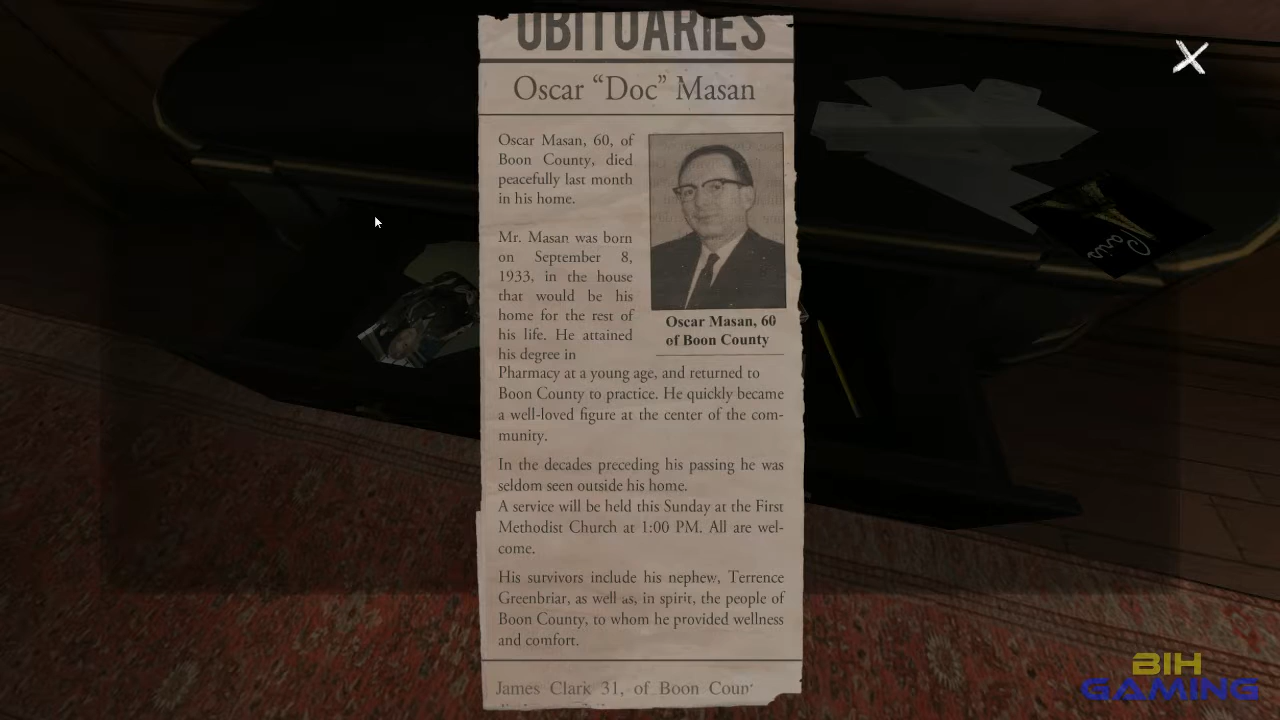 OBITUARIES
Oscar “Doc” Masan
Oscar Masan, 60, of
Boon County, died
peacefully last month
in his home.
Mr. Masan was born
on September 8,
1933, in the house
that would be his
home for the rest of
his life. He attained
his degree in
Oscar Masan, 60
of Boon County
Pharmacy at a young age, and returned to
Boon County to practice. He quickly became
a well-loved figure at the center of the com-
munity.
In the decades preceding his passing he was
seldom seen outside his home.
A service will be held this Sunday at the First
Methodist Church at 1:00 PM. All are wel-
come.
His survivors include his nephew, Terrence
Greenbriar, as well as, in spirit, the people of
Boon County, to whom he provided wellness
and comfort.
James Clark 31, of Boon Coun
Paris
BIH
GAMING